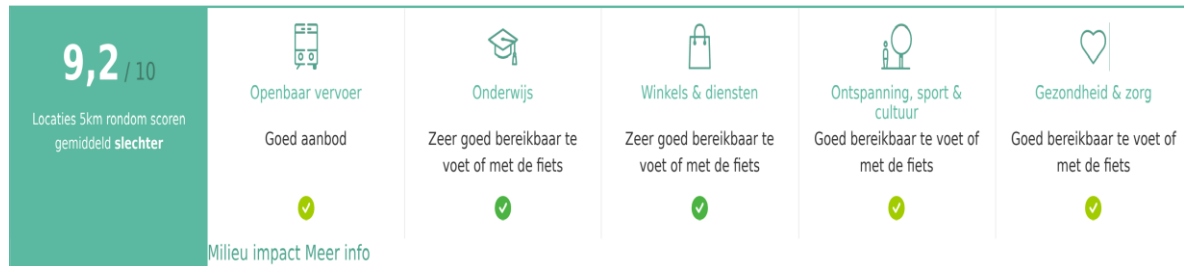 9,2 / 10
Locaties 5km rondom scoren
gemiddeld slechter
Openbaar vervoer
Goed aanbod
Onderwijs
Zeer goed bereikbaar te
voet of met de fiets
Winkels & diensten
Zeer goed bereikbaar te
voet of met de fiets
Ontspanning, sport &
cultuur
Goed bereikbaar te voet of
met de fiets
Gezondheid & zorg
Goed bereikbaar te voet of
met de fiets
Milieu impact Meer info